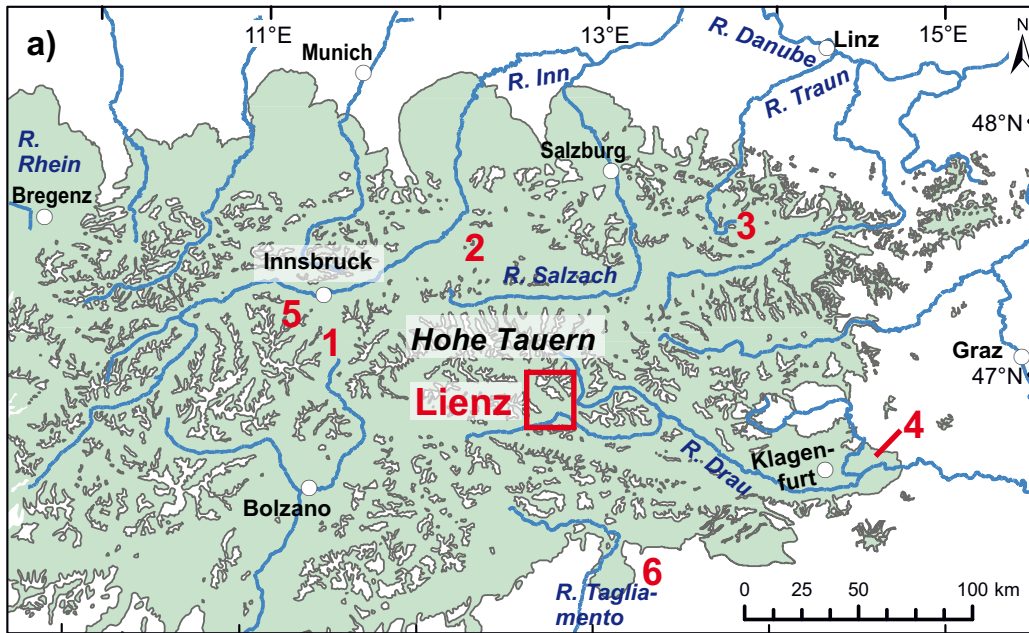 a)
11°E
13°E
15°E
N
Munich
R. Danube
Linz
R. Inn
R. Traun
48°N
R.
Rhein
Salzburg
Bregenz
3
2
Innsbruck
R. Salzach
5
1
Hohe Tauern
Graz
47°N
Lienz
4
R. Drau
Klagen-
furt
Bolzano
6
R. Taglia-
mento
0 25 50 100 km